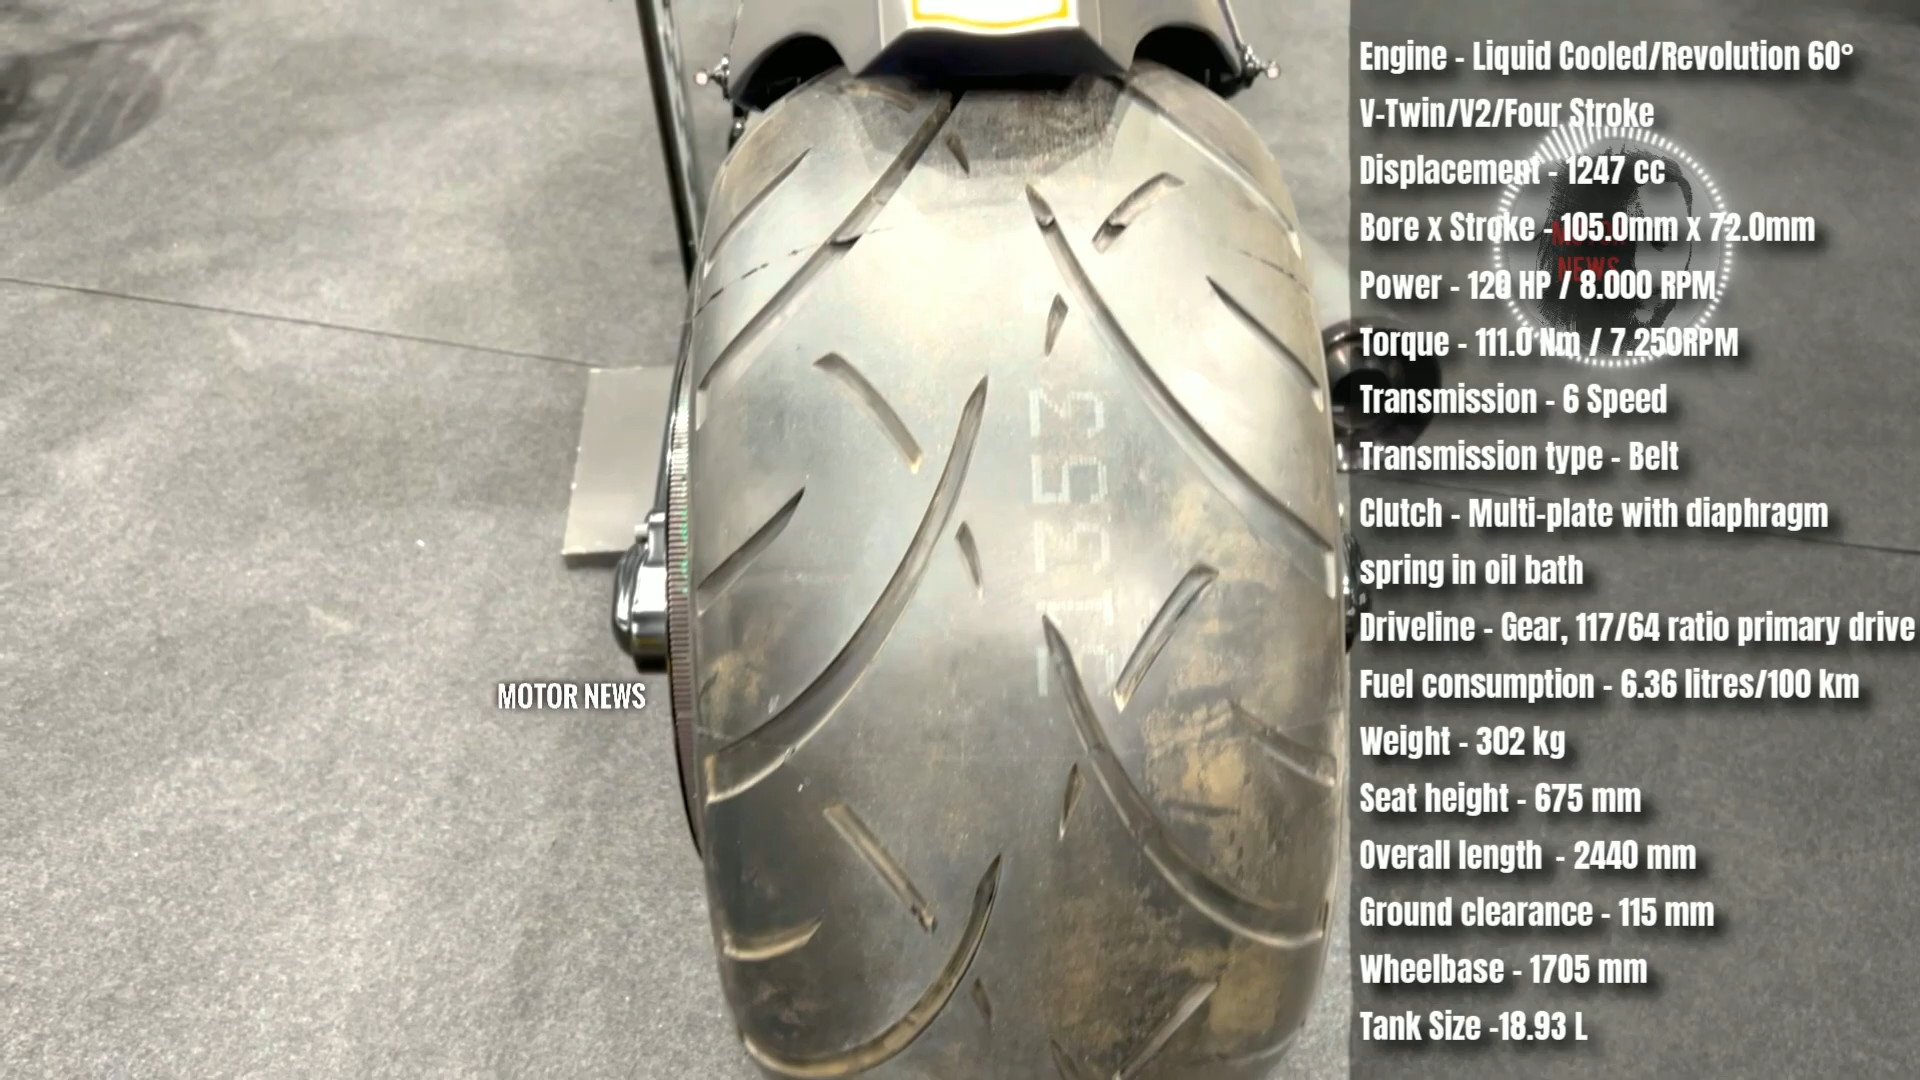 Engine - Liquid Cooled/Revolution 60°
V-Twin/V2/Four Stroke
Displacement - 1247 cc
Bore x Stroke - 105.0mm x 72.0mm
Power - 120 HP / 8.000 RPM
Torque - 111.0 Nm / 7.250RPM
Transmission - 6 Speed
Transmission type - Belt
Clutch - Multi-plate with diaphragm
spring in oil bath
Driveline - Gear, 117/64 ratio primary drive
Fuel consumption - 6.36 litres/100 km
Weight - 302 kg
Seat height - 675 mm
Overall length - 2440 mm
Ground clearance - 115 mm
Wheelbase - 1705 mm
Tank Size -18.93 L
MOTOR NEWS
MOTOR
NEWS